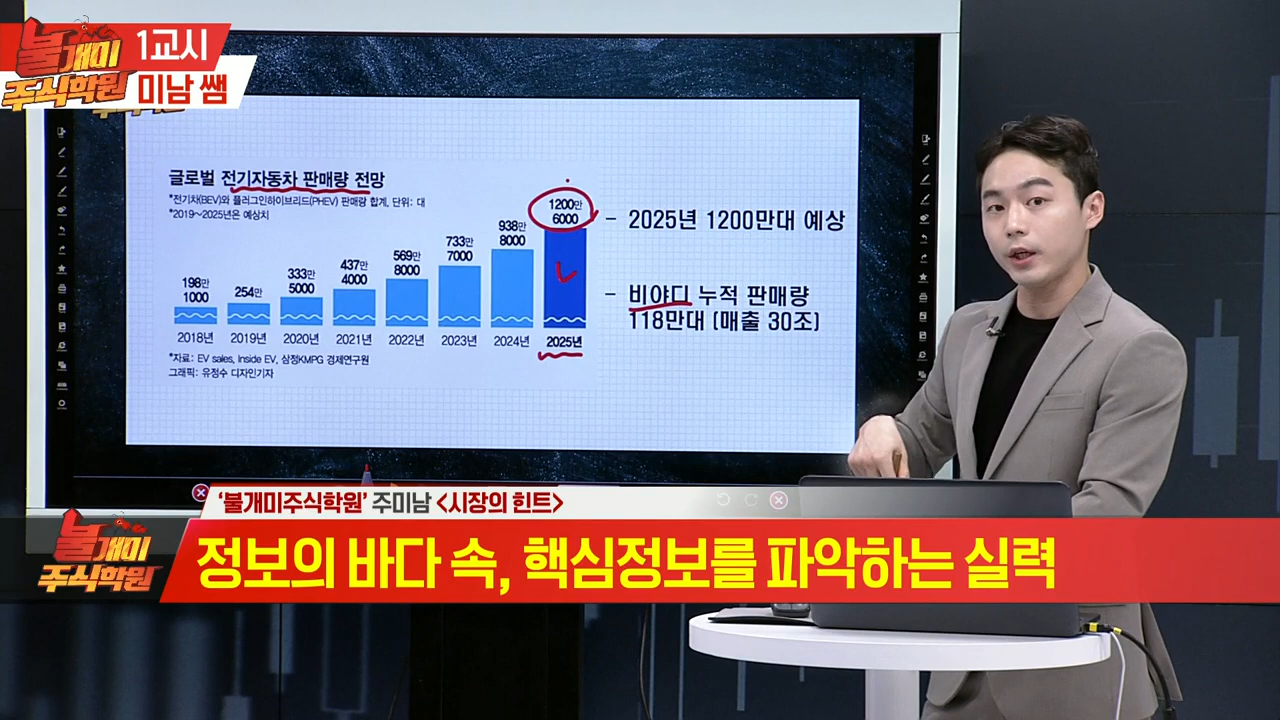 불개미
주식학원
1교시
미남 쌤
글로벌 전기자동차 판매량 전망
*전기차(BEV)와 플러그인하이브리드(PHEV) 판매량 합계, 단위: 대
*2019~2025년은 예상치
198만
1000
254만
333만
5000
437만
4000
569만
8000
733만
7000
938만
8000
1200만
6000
2018년 2019년 2020년 2021년 2022년 2023년 2024년 2025년
*자료: EV sales, Inside EV, 삼정KMPG 경제연구원
그래픽: 유정수 디자인기자
- 2025년 1200만대 예상
- 비야디 누적 판매량
118만대 (매출 30조)
'불개미주식학원' 주미남 <시장의 힌트>
불개미
주식학원
정보의 바다 속, 핵심정보를 파악하는 실력